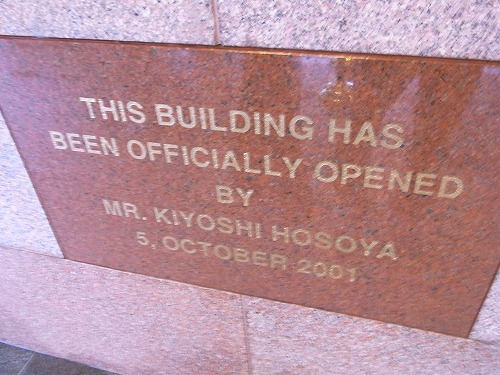 THIS BUILDING HAS
BEEN OFFICIALLY OPENED
BY
MR. KIYOSHI HOSOYA
5, OCTOBER 2001